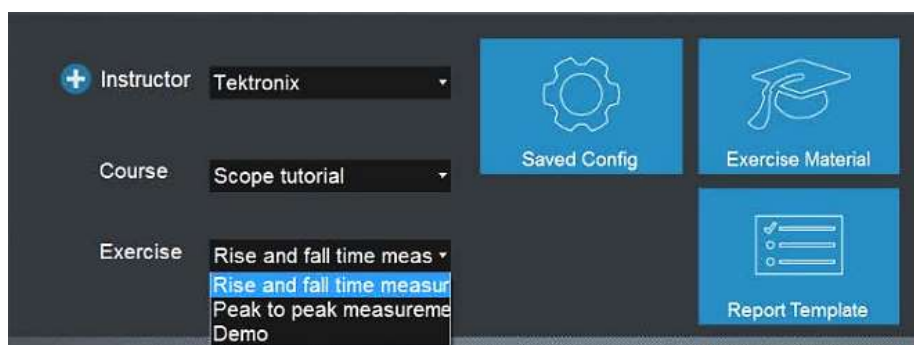 Instructor
Tektronix
Course
Scope tutorial
Exercise
Rise and fall time meas
Rise and fall time measur
Peak to peak measureme
Demo
Saved Config
Exercise Material
Report Template